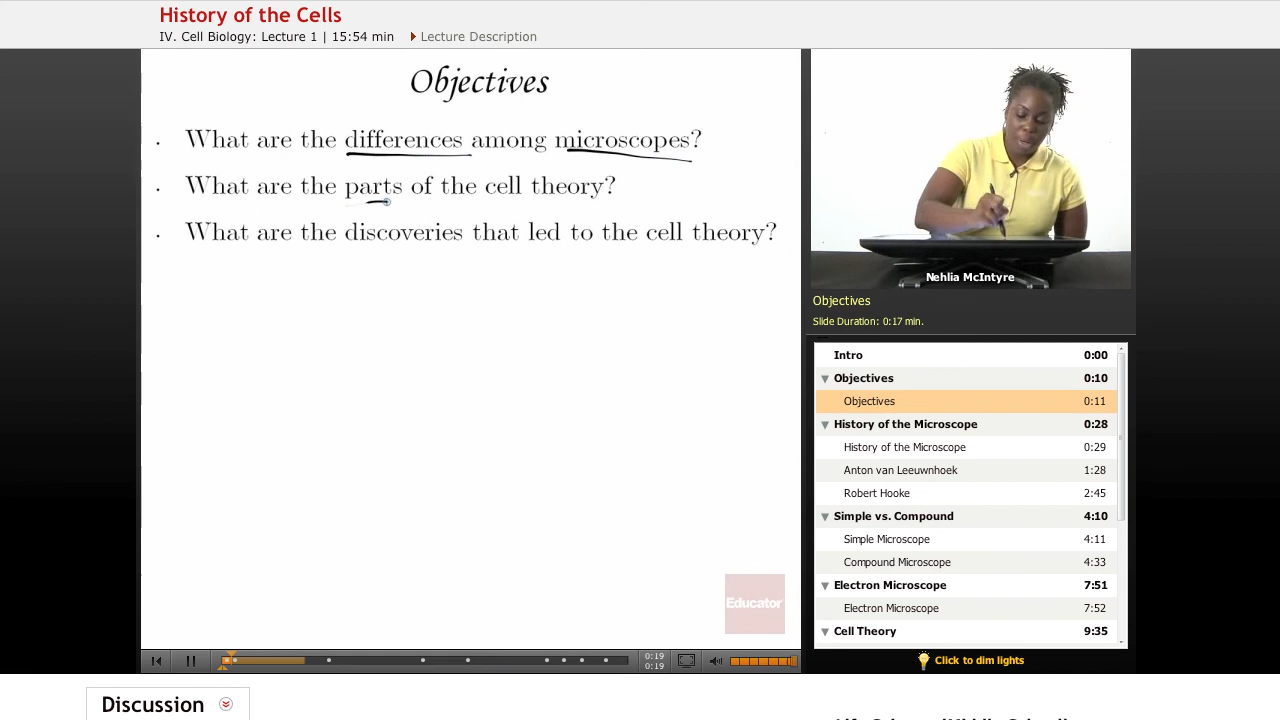 History of the Cells
IV. Cell Biology: Lecture 1 | 15:54 min Lecture Description
Objectives
· What are the differences among microscopes?
· What are the parts of the cell theory?
· What are the discoveries that led to the cell theory?
Educator
Nehlia McIntyre
Objectives
Slide Duration: 0:17 min.
Intro 0:00
Objectives 0:10
Objectives 0:11
History of the Microscope 0:28
History of the Microscope 0:29
Anton van Leeuwnhoek 1:28
Robert Hooke 2:45
Simple vs. Compound 4:10
Simple Microscope 4:11
Compound Microscope 4:33
Electron Microscope 7:51
Electron Microscope 7:52
Cell Theory 9:35
0:19
0:19
Click to dim lights
Discussion